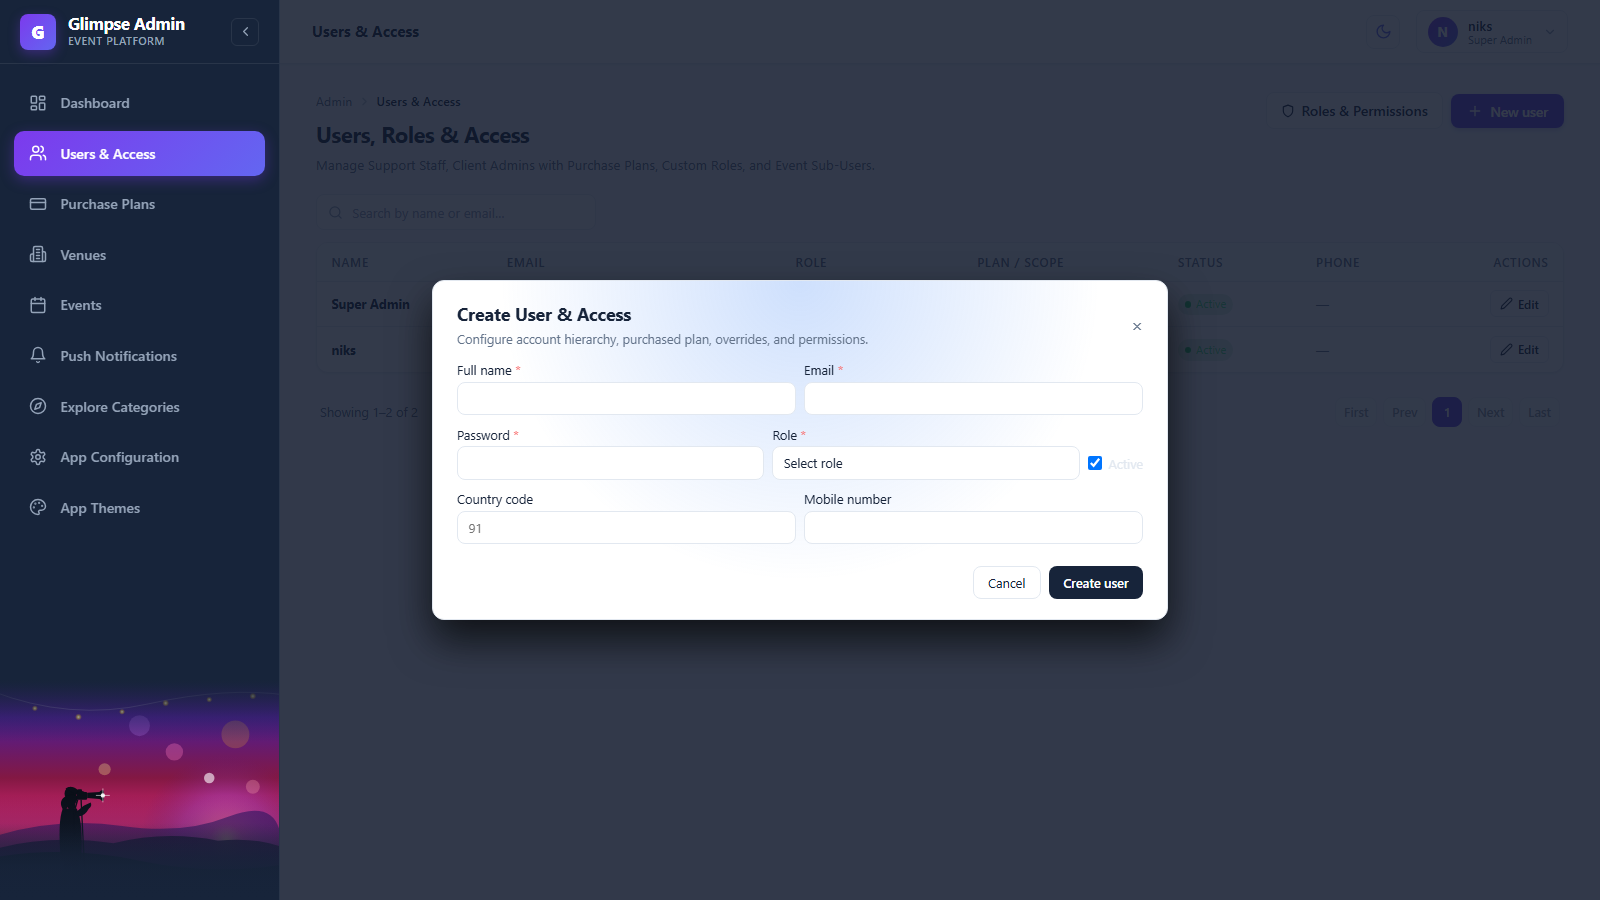 G
Glimpse Admin
EVENT PLATFORM
Dashboard
Users & Access
Purchase Plans
Venues
Events
Push Notifications
Explore Categories
App Configuration
App Themes
Users & Access
N
niks
Super Admin
Admin › Users & Access
Users, Roles & Access
Manage Support Staff, Client Admins with Purchase Plans, Custom Roles, and Event Sub-Users.
Roles & Permissions
+ New user
Search by name or email...
NAME EMAIL ROLE PLAN / SCOPE STATUS PHONE ACTIONS
Super Admin Active — Edit
niks Active — Edit
Showing 1–2 of 2
First Prev 1 Next Last
Create User & Access
Configure account hierarchy, purchased plan, overrides, and permissions.
×
Full name * Email *
Password * Role *
Select role
Active
Country code Mobile number
91
Cancel Create user